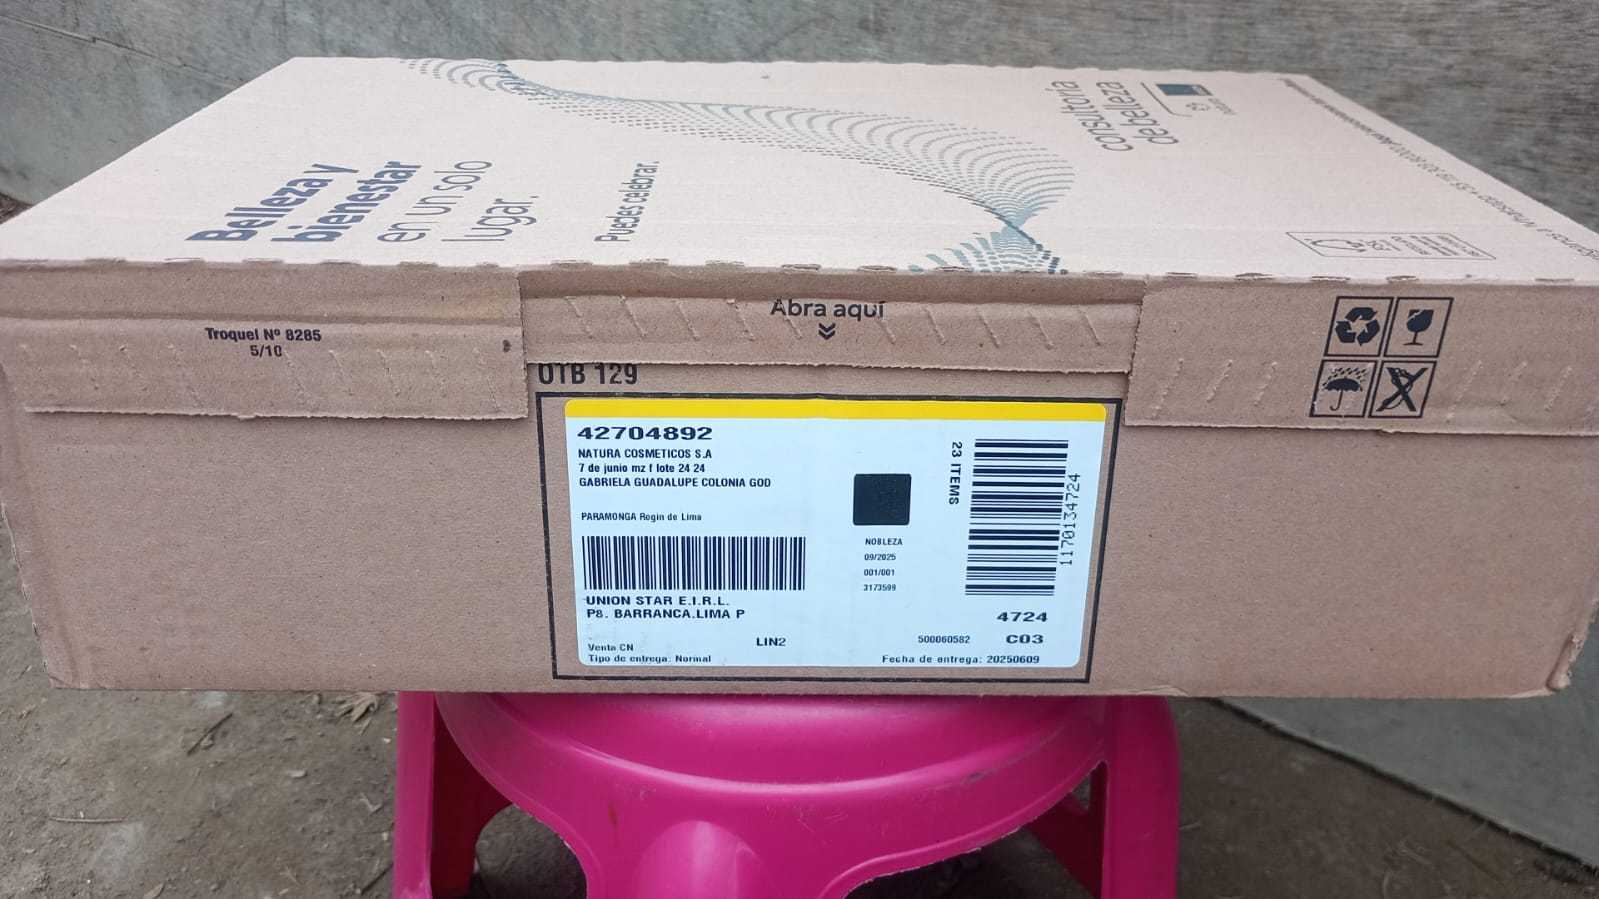 Belleza y
bienestar
en un solo
lugar.
Puedes celebrar.
consultoría
de belleza
Troquel Nº 8285
5/10
Abra aquí
OTB 129
42704892
NATURA COSMETICOS S.A
7 de junio mz f lote 24 24
GABRIELA GUADALUPE COLONIA GOD
PARAMONGA Regin de Lima
UNION STAR E.I.R.L.
P8. BARRANCA.LIMA P
LIN2
Venta CN
Tipo de entrega: Normal
NOBLEZA
09/2025
001/001
3173599
23 ITEMS
1170134724
4724
500060582
C03
Fecha de entrega: 20250609